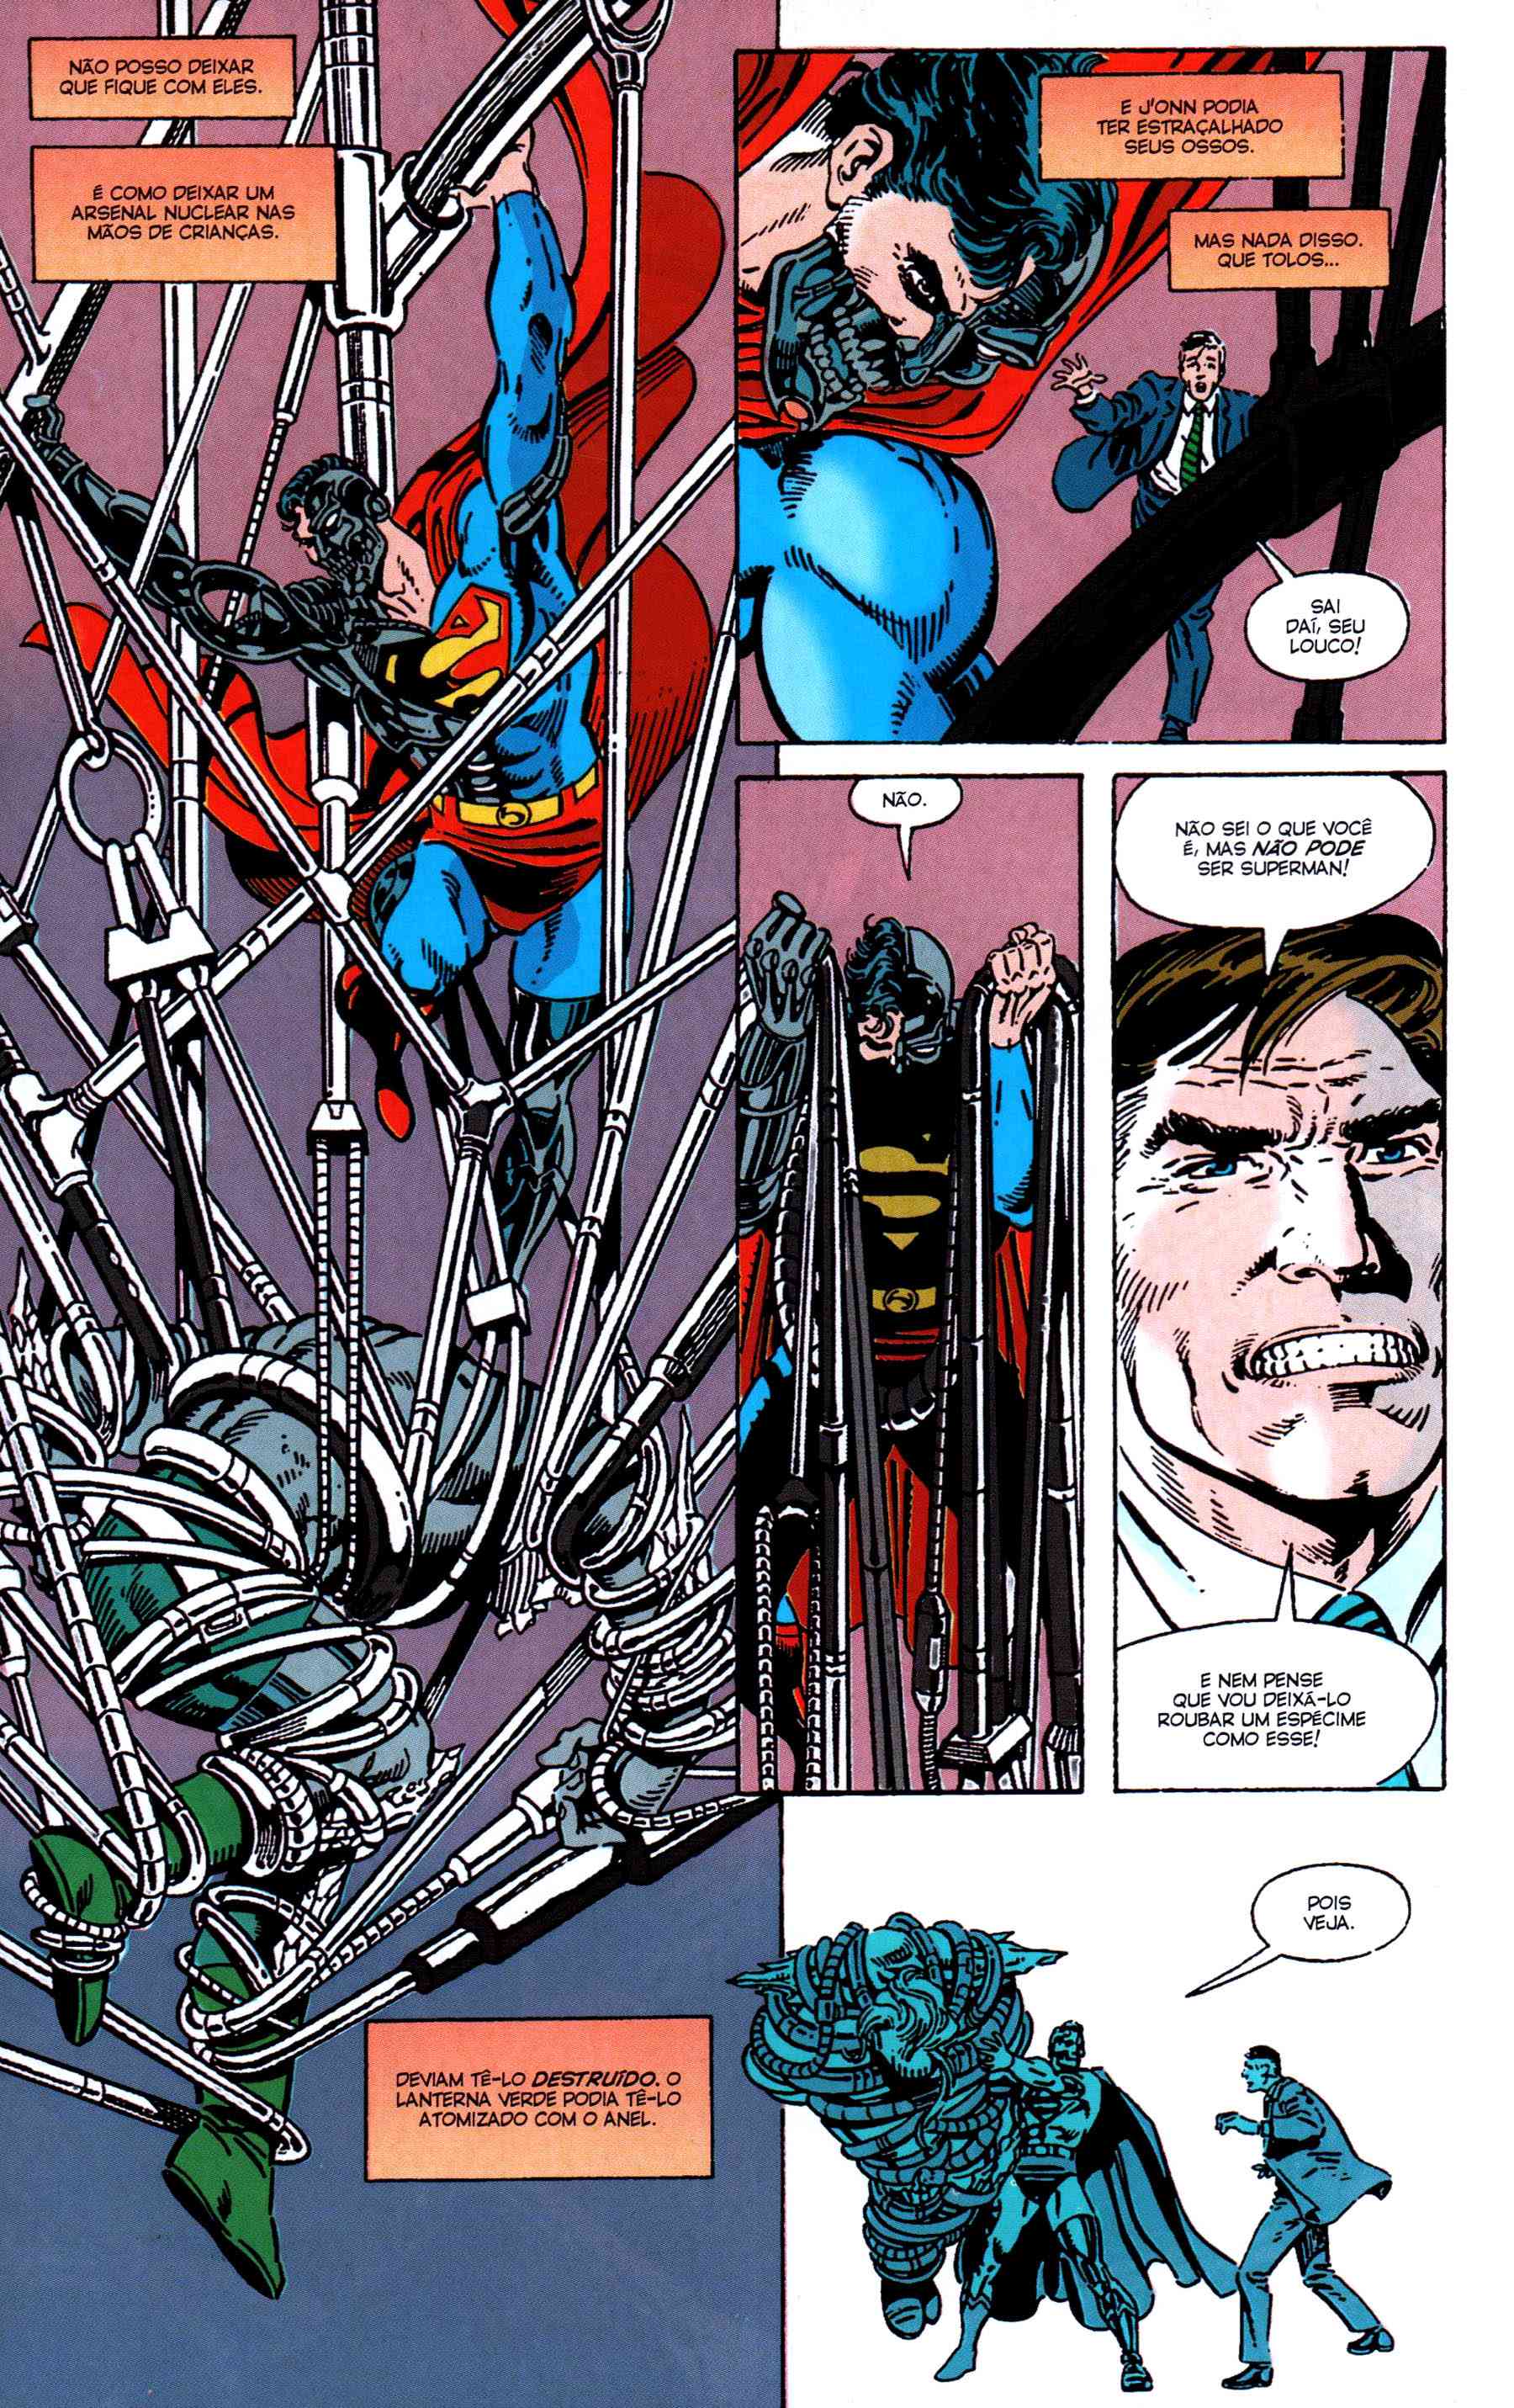 NÃO POSSO DEIXAR
QUE FIQUE COM ELES.
É COMO DEIXAR UM
ARSENAL NUCLEAR NAS
MÃOS DE CRIANÇAS.
DEVIAM TÊ-LO DESTRUÍDO. O
LANTERNA VERDE PODIA TÊ-LO
ATOMIZADO COM O ANEL.
E J'ONN PODIA
TER ESTRAÇALHADO
SEUS OSSOS.
MAS NADA DISSO.
QUE TOLOS...
SAI
DAÍ, SEU
LOUCO!
NÃO.
NÃO SEI O QUE VOCÊ
É, MAS NÃO PODE
SER SUPERMAN!
E NEM PENSE
QUE VOU DEIXÁ-LO
ROUBAR UM ESPÉCIME
COMO ESSE!
POIS
VEJA.